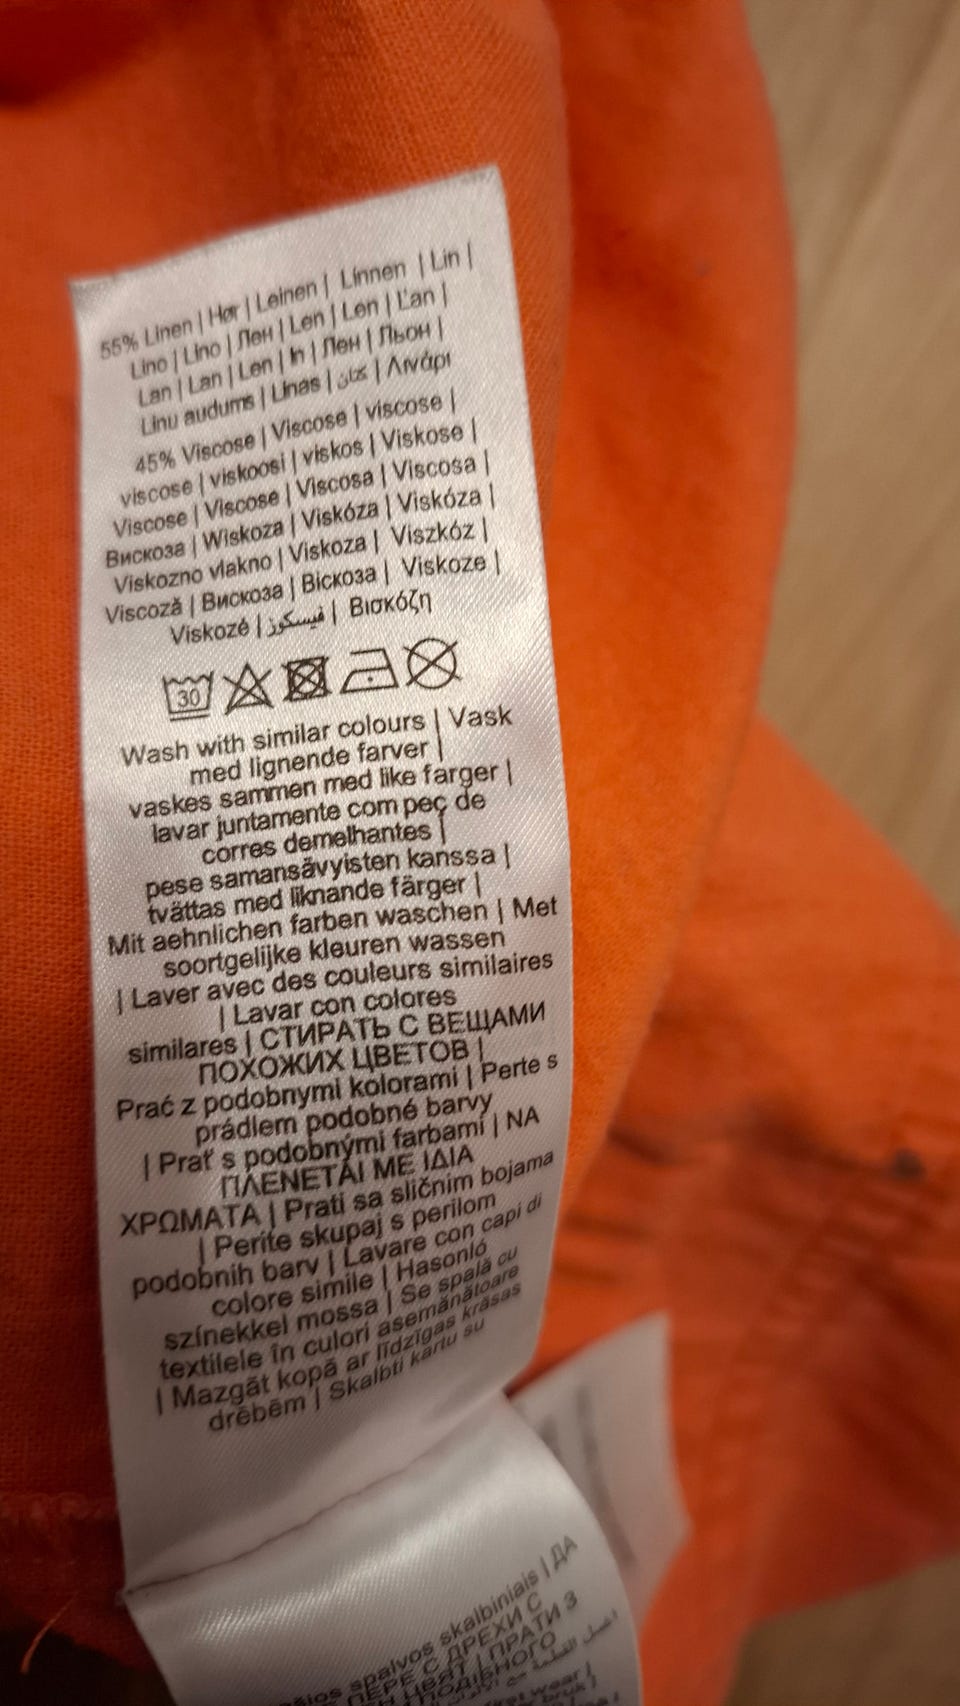 55% Linen | Hør | Leinen | Linnen | Lin |
Lino | Lino | Лен | Len | Len | Ľan |
Lan | Lan | Len | In | Лен | Льон |
Linu audums | Linas | كتان | Λινάρι
45% Viscose | Viscose | viscose |
viscose | viskoosi | viskos | Viskose |
Viscose | Viscose | Viscosa | Viscosa |
Вискоза | Wiskoza | Viskóza | Viskóza |
Viskozno vlakno | Viskoza | Viszkóz |
Viscoză | Вискоза | Віскоза | Viskoze |
Viskozė | فيسكوز | Βισκόζη
30
Wash with similar colours | Vask
med lignende farver |
vaskes sammen med like farger |
lavar juntamente com peç de
corres demelhantes |
pese samansävyisten kanssa |
tvättas med liknande färger |
Mit aehnlichen farben waschen | Met
soortgelijke kleuren wassen
| Laver avec des couleurs similaires
| Lavar con colores
similares | СТИРАТЬ С ВЕЩАМИ
ПОХОЖИХ ЦВЕТОВ |
Prać z podobnymi kolorami | Perte s
prádlem podobné barvy
| Prať s podobnými farbami | NA
ΠΛΕΝΕΤΑΙ ΜΕ ΙΔΙΑ
ΧΡΩΜΑΤΑ | Prati sa sličnim bojama
| Perite skupaj s perilom
podobnih barv | Lavare con capi di
colore simile | Hasonló
színekkel mossa | Se spală cu
textilele în culori asemănătoare
| Mazgāt kopā ar līdzīgas krāsas
drēbēm | Skalbti kartu su
spalvos skalbiniais | ДА
ПЕРЕ С ДРЕХИ С
ЦВЯТ | ПРАТИ З
ПОДІБНОГО
اغسل القطعة مع
first wear |
bruk |